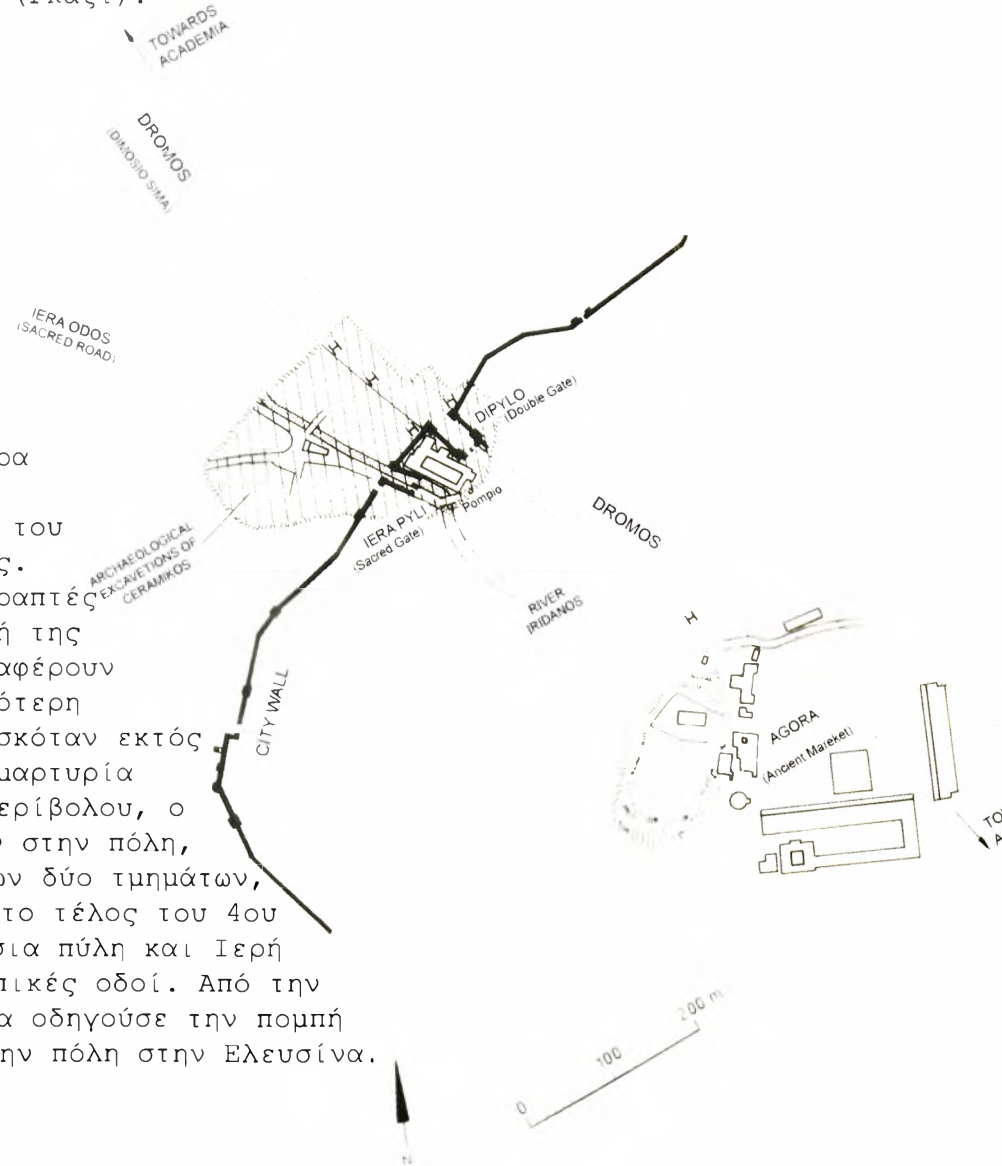 (Γκάζι).
TOWARDS
ACADEMIA
DROMOS
(DIMOSIO SIMA)
IERA ODOS
(SACRED ROAD)
DIPYLO
(Double Gate)
Pompio
IERA PYLI
(Sacred Gate)
DROMOS
ARCHAEOLOGICAL
EXCAVETIONS OF
CERAMIKOS
RIVER
IRIDANOS
H
H
H
H
H
CITY WALL
AGORA
(Ancient Mareket)
ρα
του
ς.
ραπτές
ή της
αφέρουν
ότερη
σκόταν εκτός
μαρτυρία
ερίβολου, ο
ν στην πόλη,
ων δύο τμημάτων,
το τέλος του 4ου
σια πύλη και Ιερή
πικές οδοί. Από την
α οδηγούσε την πομπή
ην πόλη στην Ελευσίνα.
0 100 200 m
N